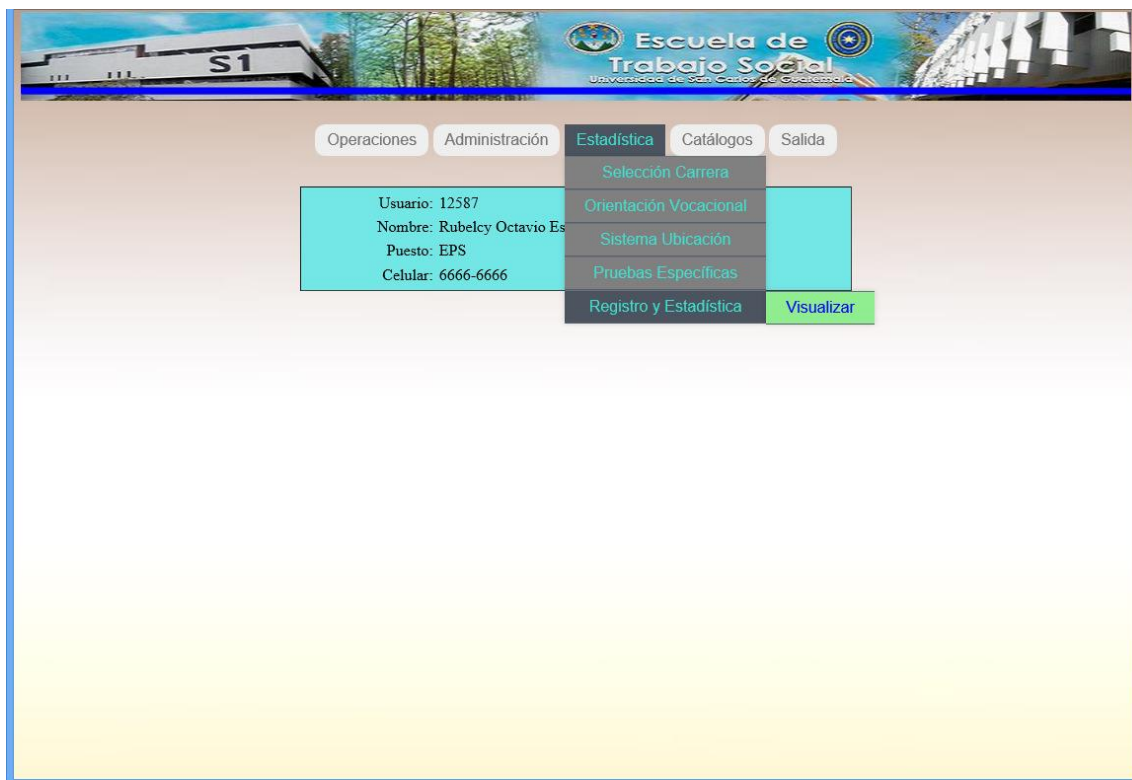 S1
Escuela de
Trabajo Social
Universidad de San Carlos de Guatemala
Operaciones Administración Estadística Catálogos Salida
Selección Carrera
Usuario: 12587 Orientación Vocacional
Nombre: Rubelcy Octavio Es
Sistema Ubicación
Puesto: EPS
Celular: 6666-6666 Pruebas Específicas
Registro y Estadística Visualizar